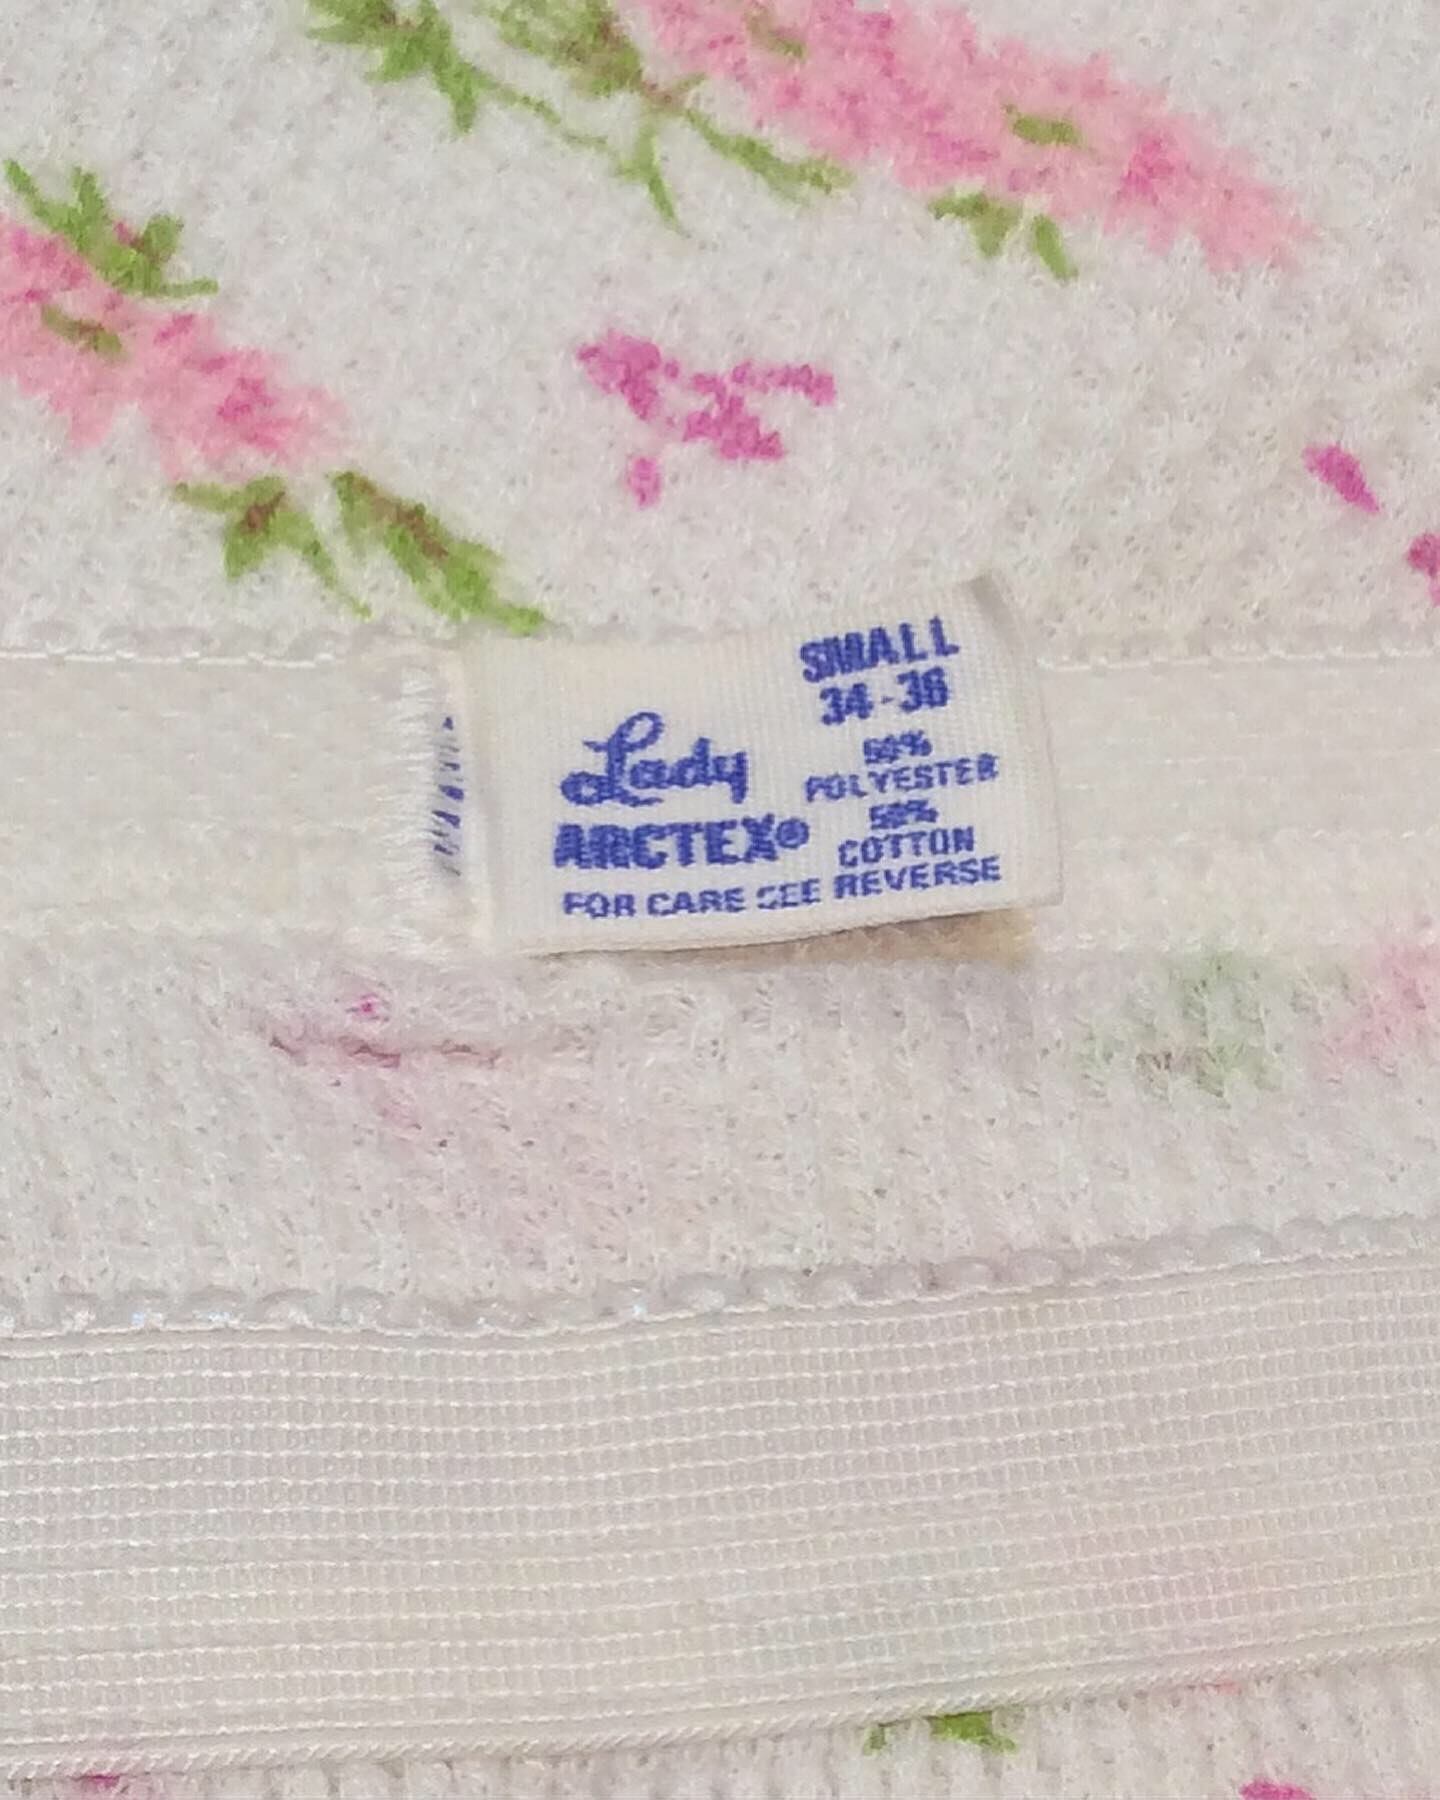 SMALL
34-36
Lady
ARCTEX®
50%
POLYESTER
50%
COTTON
FOR CARE SEE REVERSE